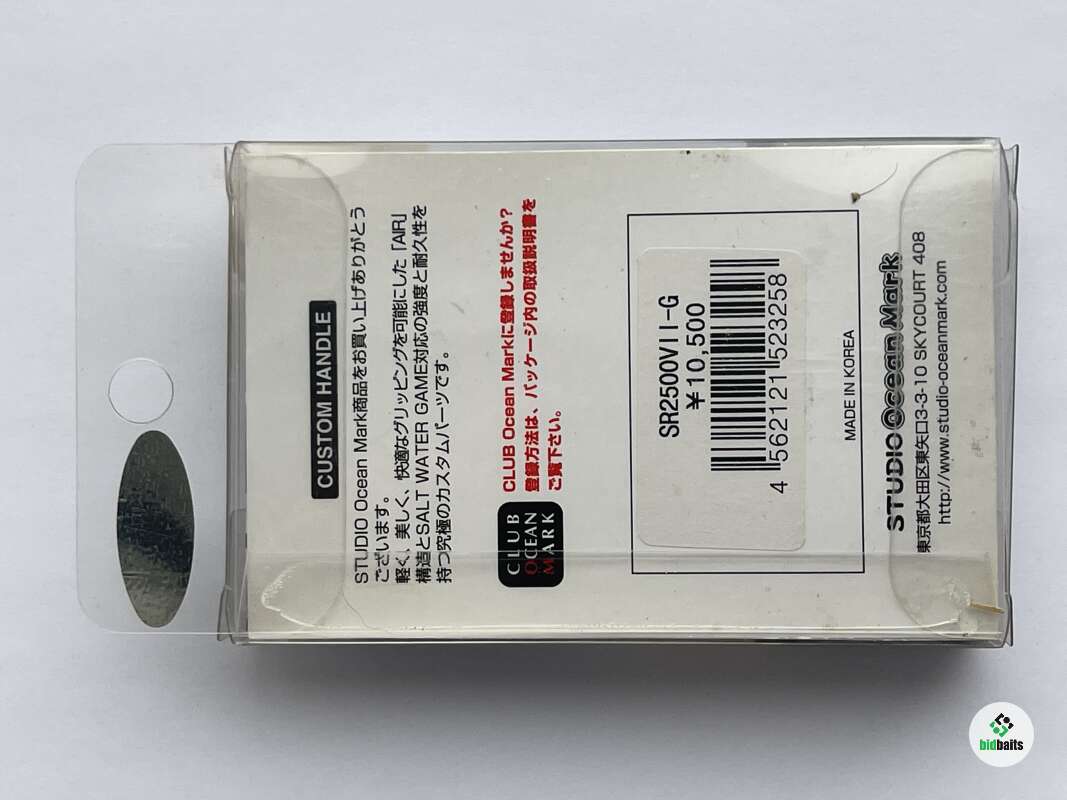 CUSTOM HANDLE
STUDIO Ocean Mark商品をお買い上げありがとう
ございます。
軽く、美しく、快適なグリッピングを可能にした「AIR」
構造とSALT WATER GAME対応の強度と耐久性を
持つ究極のカスタムパーツです。
CLUB
OCEAN
MARK
CLUB Ocean Markに登録しませんか?
登録方法は、パッケージ内の取扱説明書を
ご覧下さい。
SR2500VII-G
¥10,500
4 562121 523258
MADE IN KOREA
STUDIO Ocean Mark
東京都大田区東矢口3-3-10 SKYCOURT 408
http://www.studio-oceanmark.com
bidbaits